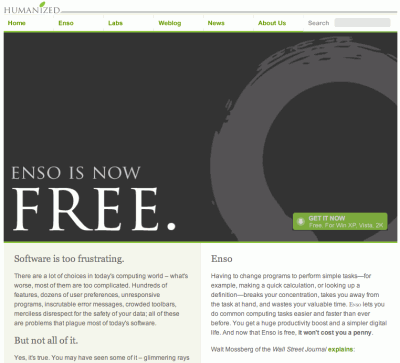 HUMANIZED
Home Enso Labs Weblog News About Us Search
ENSO IS NOW
FREE.
GET IT NOW
Free. For Win XP, Vista, 2K
Software is too frustrating.
There are a lot of choices in today's computing world – what's
worse, most of them are too complicated. Hundreds of
features, dozens of user preferences, unresponsive
programs, inscrutable error messages, crowded toolbars,
merciless disrespect for the safety of your data; all of these
are problems that plague most of today's software.
But not all of it.
Yes, it's true. You may have seen some of it – glimmering rays
Enso
Having to change programs to perform simple tasks—for
example, making a quick calculation, or looking up a
definition—breaks your concentration, takes you away from
the task at hand, and wastes your valuable time. Enso lets you
do common computing tasks easier and faster than ever
before. You get a huge productivity boost and a simpler digital
life. And now that Enso is free, it won't cost you a penny.
Walt Mossberg of the Wall Street Journal explains: